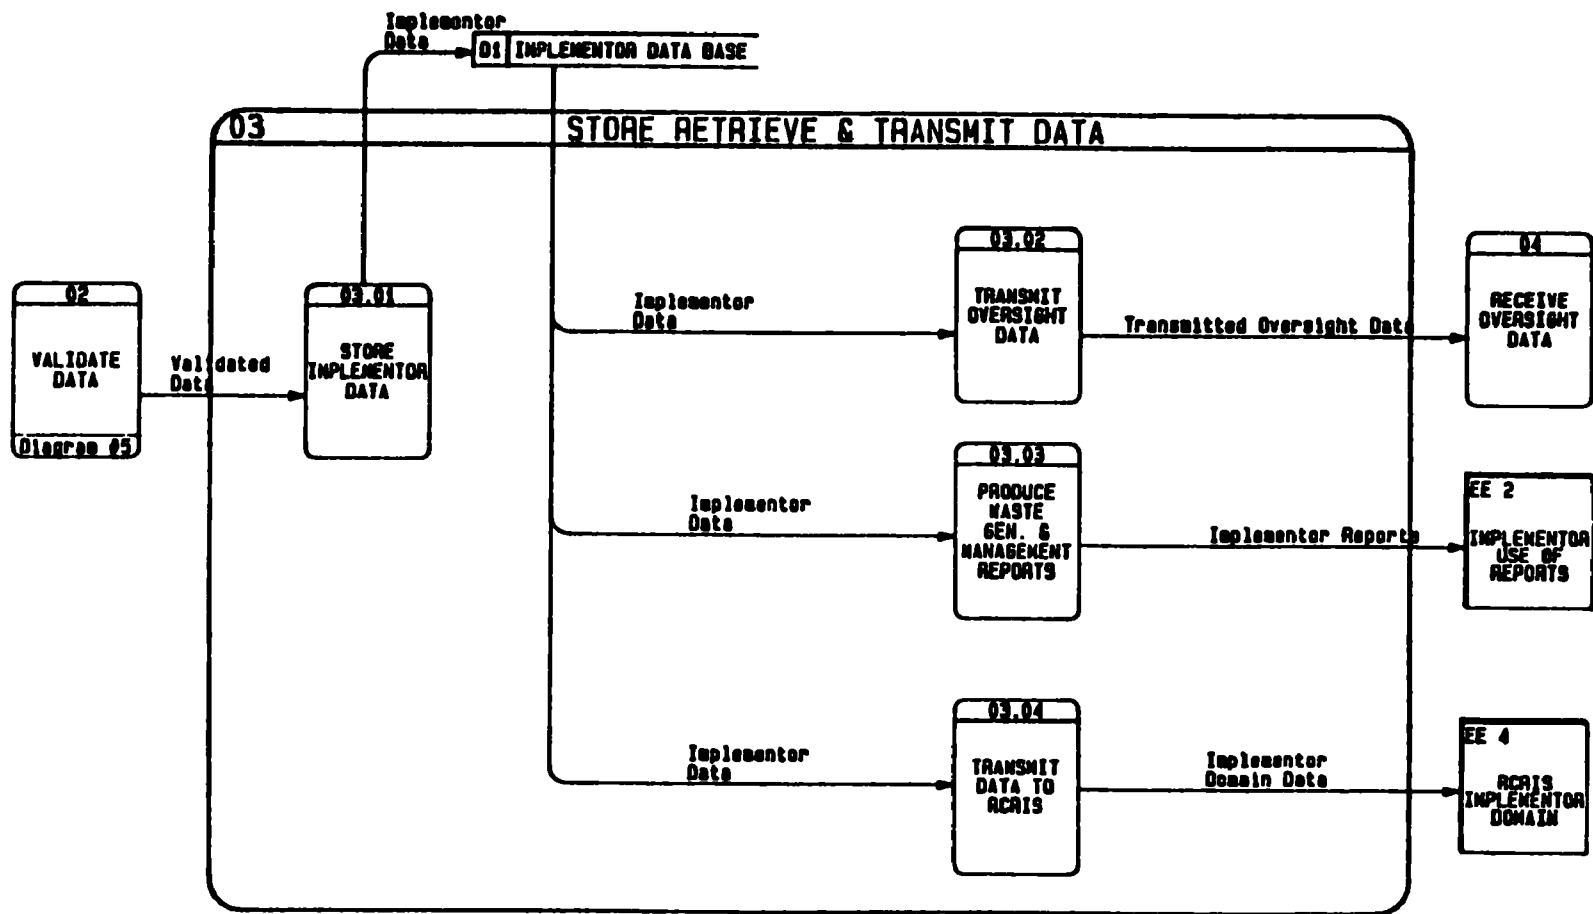 Implementor
Data
D1 IMPLEMENTOR DATA BASE
03 STORE RETRIEVE & TRANSMIT DATA
02
VALIDATE
DATA
Diagram #5
Validated
Data
03.01
STORE
IMPLEMENTOR
DATA
Implementor
Data
03.02
TRANSMIT
OVERSIGHT
DATA
Transmitted Oversight Data
04
RECEIVE
OVERSIGHT
DATA
Implementor
Data
03.03
PRODUCE
WASTE
GEN. &
MANAGEMENT
REPORTS
Implementor Reports
EE 2
IMPLEMENTOR
USE OF
REPORTS
Implementor
Data
03.04
TRANSMIT
DATA TO
RCRIS
Implementor
Domain Data
EE 4
RCRIS
IMPLEMENTOR
DOMAIN